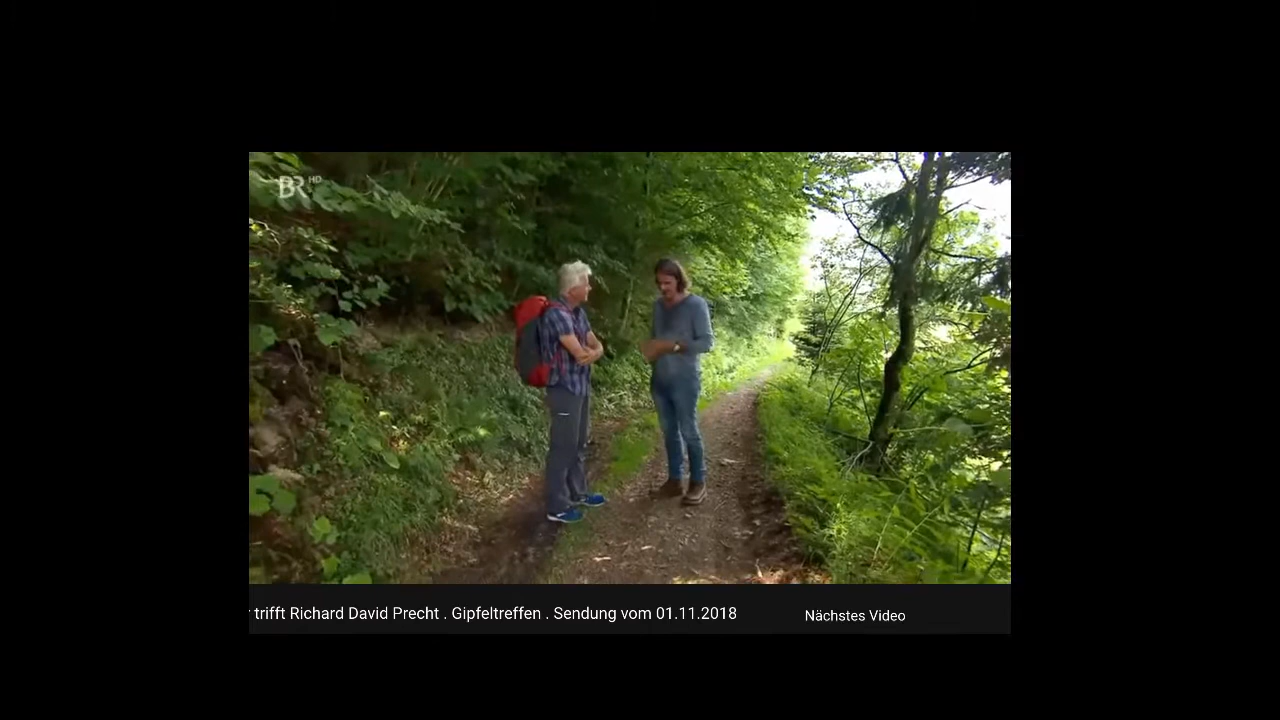 BR HD
trifft Richard David Precht . Gipfeltreffen . Sendung vom 01.11.2018
Nächstes Video